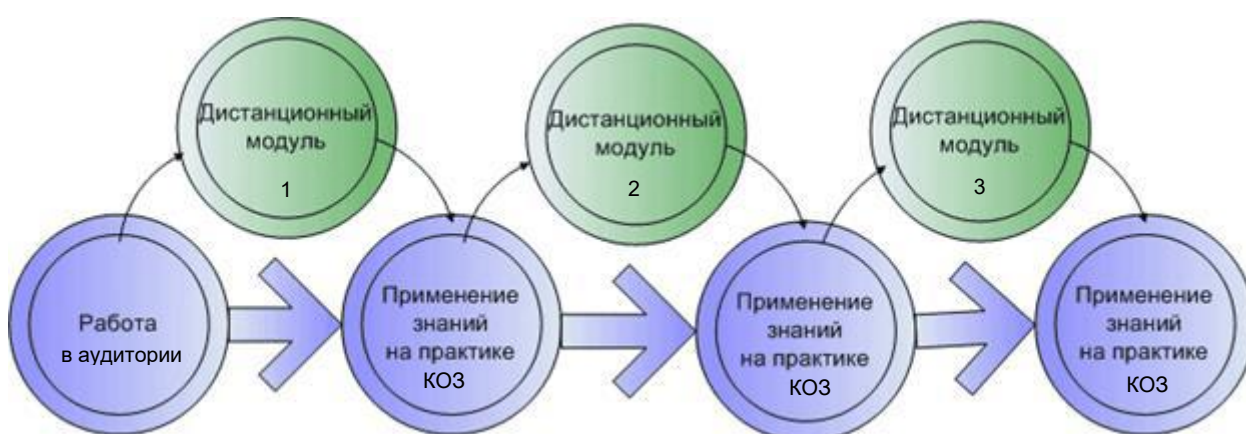 Дистанционный
модуль
1
Дистанционный
модуль
2
Дистанционный
модуль
3
Работа
в аудитории
Применение
знаний
на практике
КОЗ
Применение
знаний
на практике
КОЗ
Применение
знаний
на практике
КОЗ